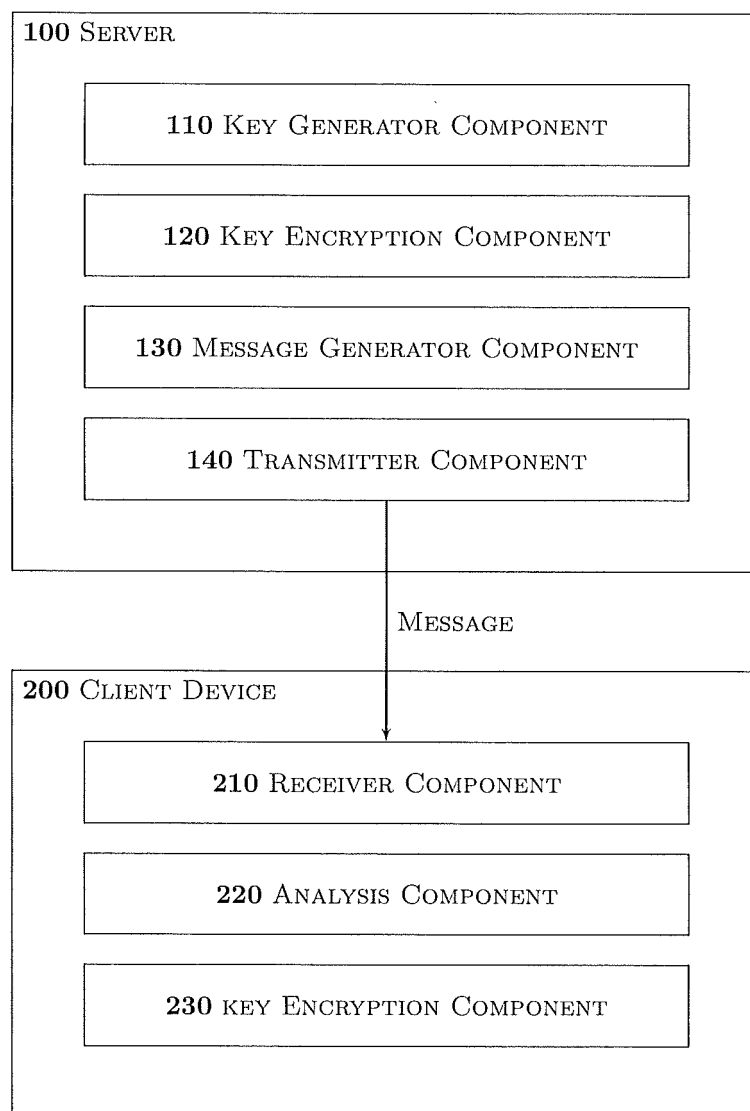 100 Server
110 Key Generator Component
120 Key Encryption Component
130 Message Generator Component
140 Transmitter Component
Message
200 Client Device
210 Receiver Component
220 Analysis Component
230 key Encryption Component